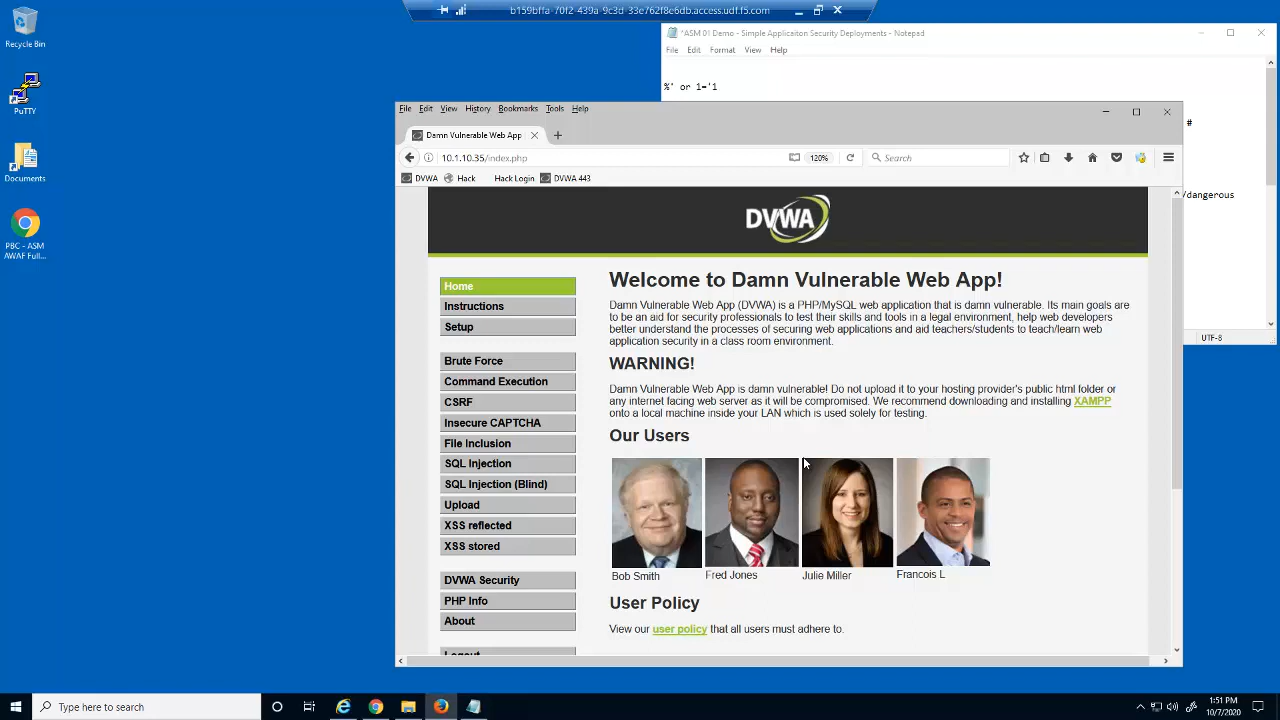 b159bffa-70f2-439a-9c3d-33e762f8e6db.access.udf.f5.com
Recycle Bin
PuTTY
Documents
PBC - ASM
AWAF Full...
*ASM 01 Demo - Simple Applicaiton Security Deployments - Notepad
File Edit Format View Help
%' or 1='1
#
/dangerous
UTF-8
File Edit View History Bookmarks Tools Help
Damn Vulnerable Web App
10.1.10.35/index.php
120%
Search
DVWA Hack Hack Login DVWA 443
DVWA
Home
Instructions
Setup
Brute Force
Command Execution
CSRF
Insecure CAPTCHA
File Inclusion
SQL Injection
SQL Injection (Blind)
Upload
XSS reflected
XSS stored
DVWA Security
PHP Info
About
Logout
Welcome to Damn Vulnerable Web App!
Damn Vulnerable Web App (DVWA) is a PHP/MySQL web application that is damn vulnerable. Its main goals are
to be an aid for security professionals to test their skills and tools in a legal environment, help web developers
better understand the processes of securing web applications and aid teachers/students to teach/learn web
application security in a class room environment.
WARNING!
Damn Vulnerable Web App is damn vulnerable! Do not upload it to your hosting provider's public html folder or
any internet facing web server as it will be compromised. We recommend downloading and installing XAMPP
onto a local machine inside your LAN which is used solely for testing.
Our Users
Bob Smith Fred Jones Julie Miller Francois L
User Policy
View our user policy that all users must adhere to.
Type here to search
1:51 PM
10/7/2020